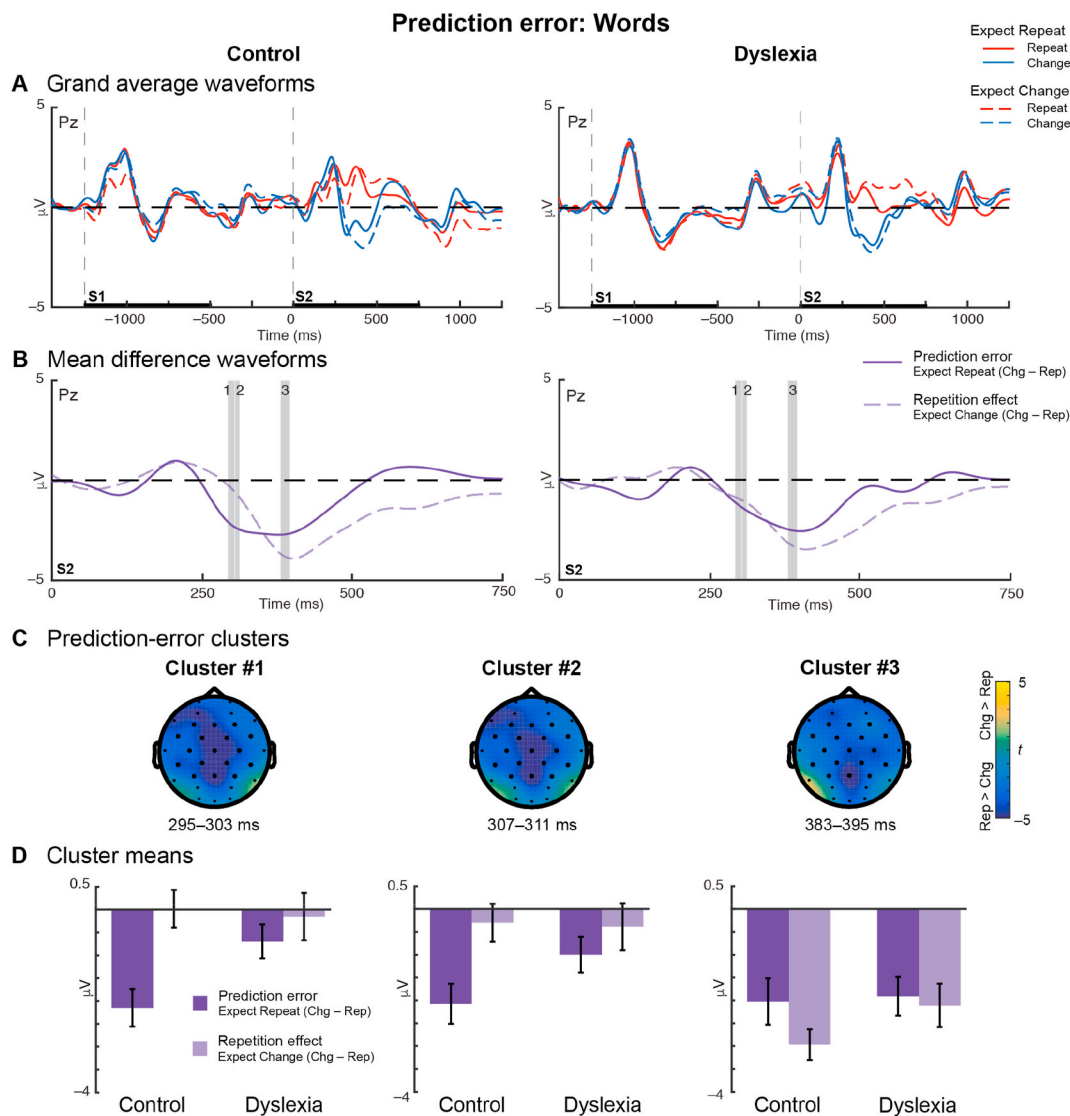 Prediction error: Words
Control
Dyslexia
Expect Repeat
Repeat
Change
Expect Change
Repeat
Change
A Grand average waveforms
5
Pz
µV
–5
S1
S2
–1000 –500 0 500 1000
Time (ms)
5
Pz
µV
–5
S1
S2
–1000 –500 0 500 1000
Time (ms)
B Mean difference waveforms
Prediction error
Expect Repeat (Chg – Rep)
Repetition effect
Expect Change (Chg – Rep)
5
Pz
1 2 3
µV
–5
S2
0 250 500 750
Time (ms)
5
Pz
1 2 3
µV
–5
S2
0 250 500 750
Time (ms)
C Prediction-error clusters
Cluster #1
295–303 ms
Cluster #2
307–311 ms
Cluster #3
383–395 ms
Rep > Chg Chg > Rep
5
t
–5
D Cluster means
0.5
µV
–4
Prediction error
Expect Repeat (Chg – Rep)
Repetition effect
Expect Change (Chg – Rep)
Control Dyslexia
0.5
µV
–4
Control Dyslexia
0.5
µV
–4
Control Dyslexia